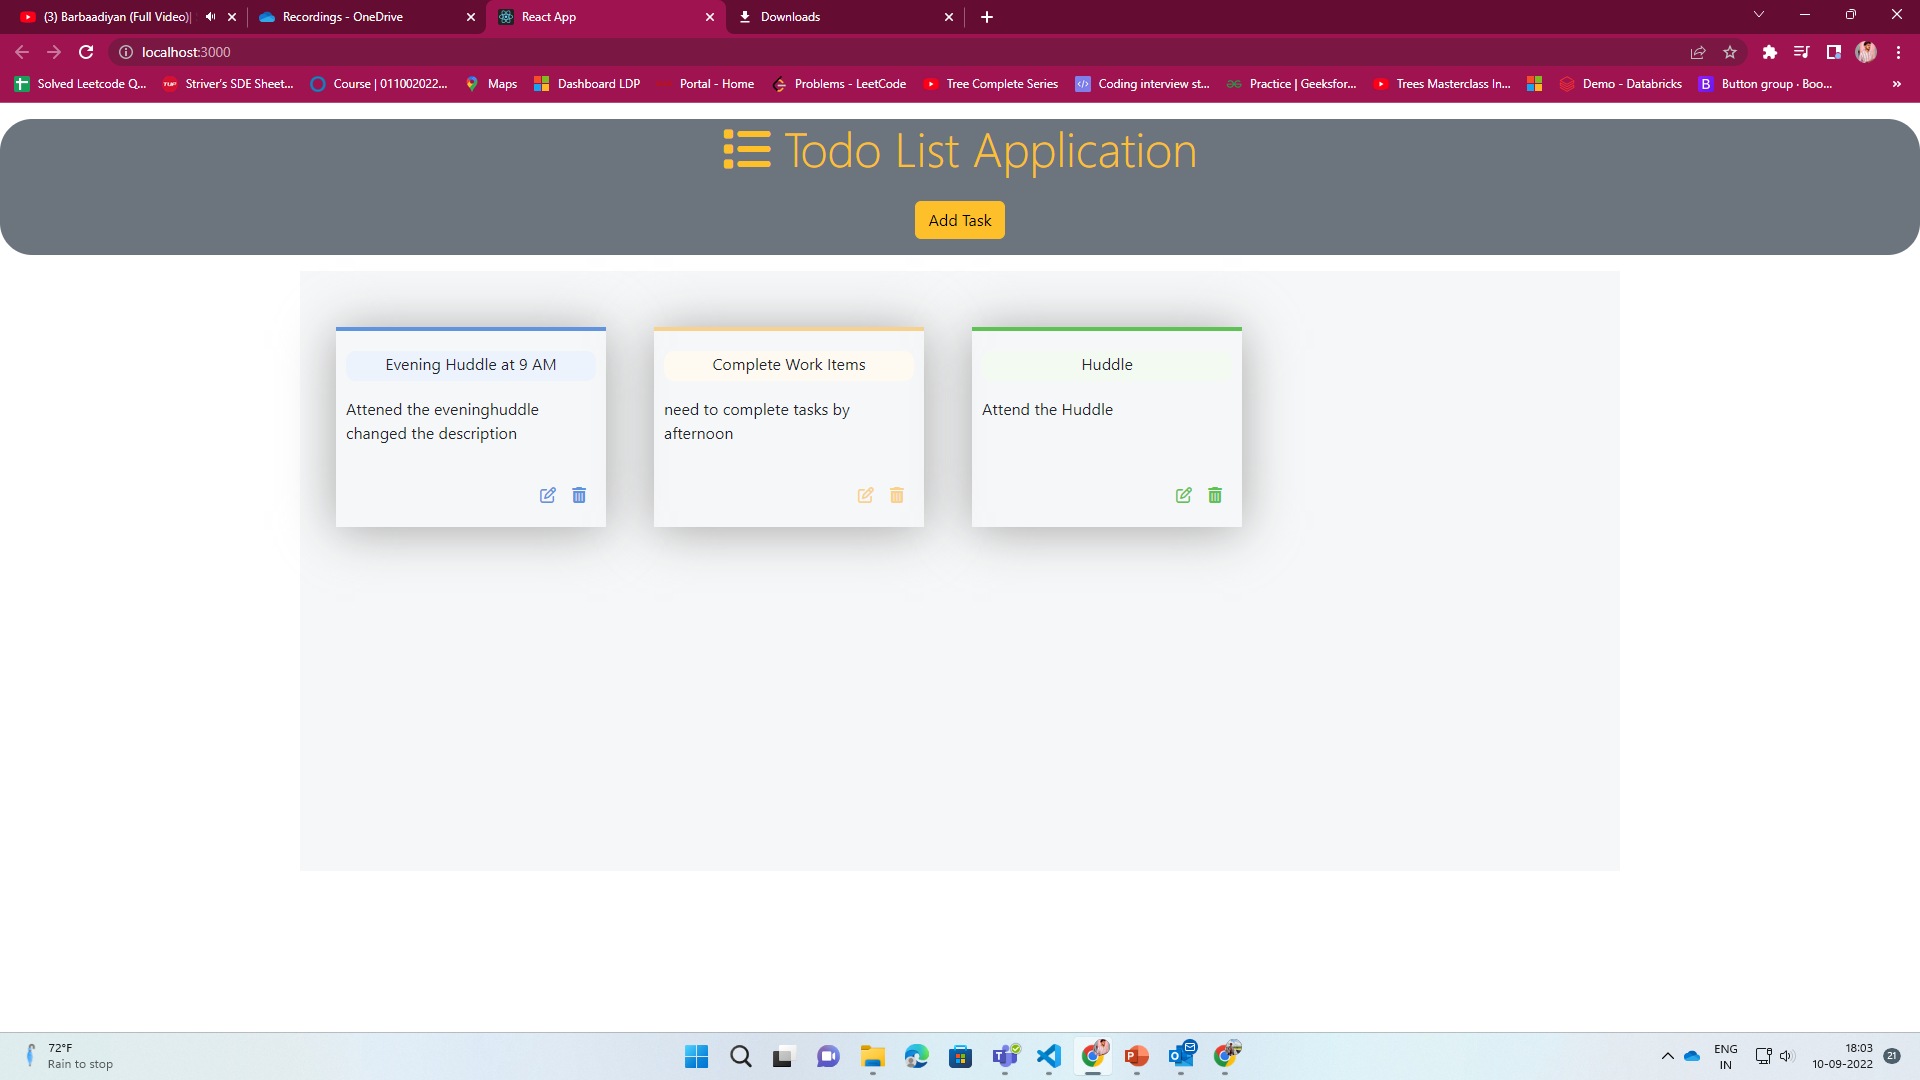 (3) Barbaadiyan (Full Video)|
Recordings - OneDrive
React App
Downloads
localhost:3000
Solved Leetcode Q...
Striver's SDE Sheet...
Course | 011002022...
Maps
Dashboard LDP
Portal - Home
Problems - LeetCode
Tree Complete Series
Coding interview st...
Practice | Geeksfor...
Trees Masterclass In...
Demo - Databricks
B Button group · Boo...
»
Todo List Application
Add Task
Evening Huddle at 9 AM
Attened the eveninghuddle
changed the description
Complete Work Items
need to complete tasks by
afternoon
Huddle
Attend the Huddle
72°F
Rain to stop
ENG
IN
18:03
10-09-2022
21